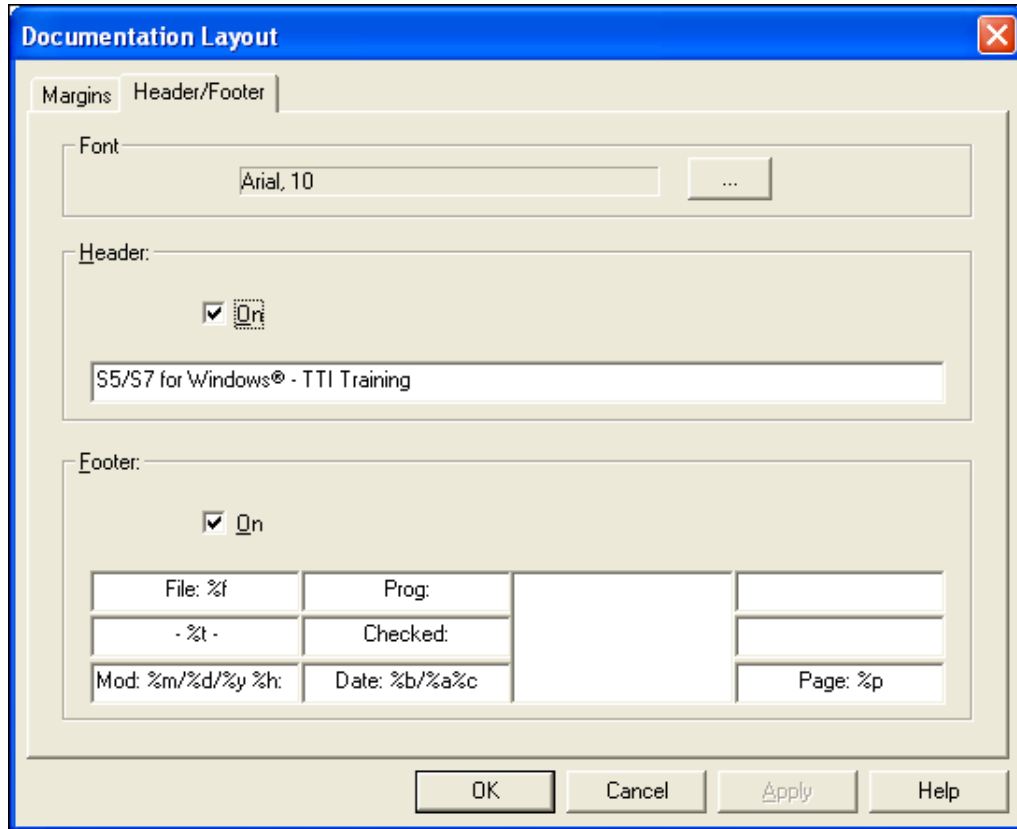 Documentation Layout
Margins Header/Footer
Font
Arial, 10 ...
Header:
On
S5/S7 for Windows® - TTI Training
Footer:
On
File: %f Prog:
- %t - Checked:
Mod: %m/%d/%y %h: Date: %b/%a%c Page: %p
OK Cancel Apply Help